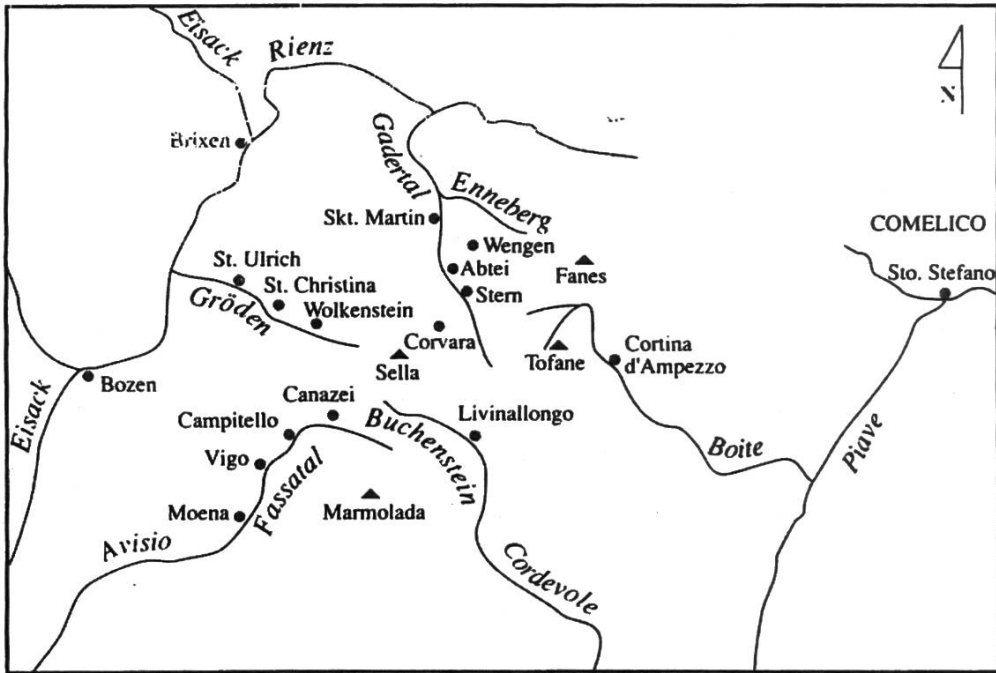 Eisack
Rienz
N
Brixen
Gadertal
Enneberg
Skt. Martin
Wengen
COMELICO
St. Ulrich
Abtei
Fanes
Sto. Stefano
St. Christina
Stern
Gröden
Wolkenstein
Corvara
Tofane
Cortina
d'Ampezzo
Sella
Bozen
Eisack
Canazei
Campitello
Buchenstein
Livinallongo
Boite
Piave
Vigo
Fassatal
Marmolada
Moena
Avisio
Cordevole